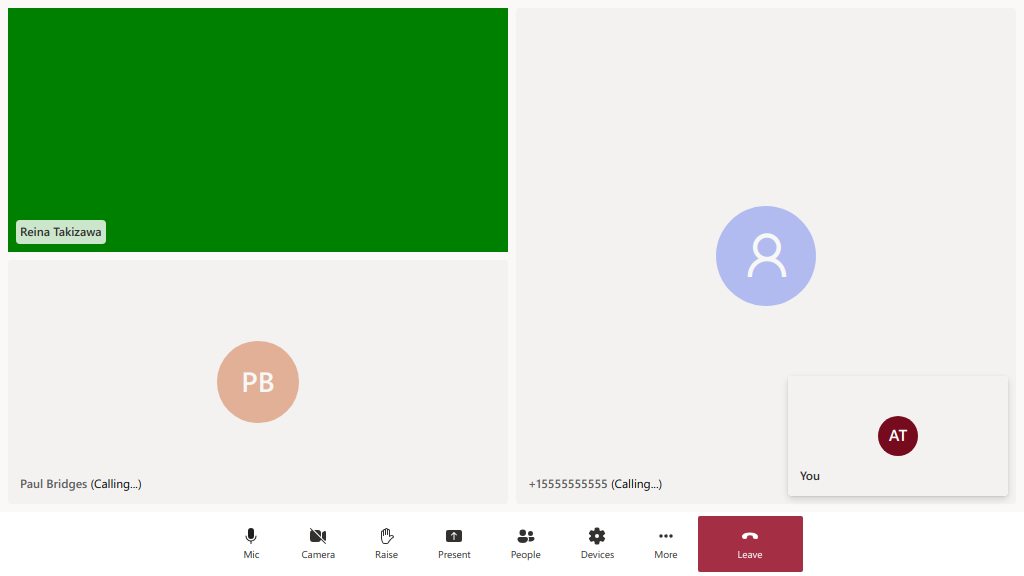 Reina Takizawa
PB
Paul Bridges (Calling...)
+15555555555 (Calling...)
AT
You
Mic
Camera
Raise
Present
People
Devices
More
Leave